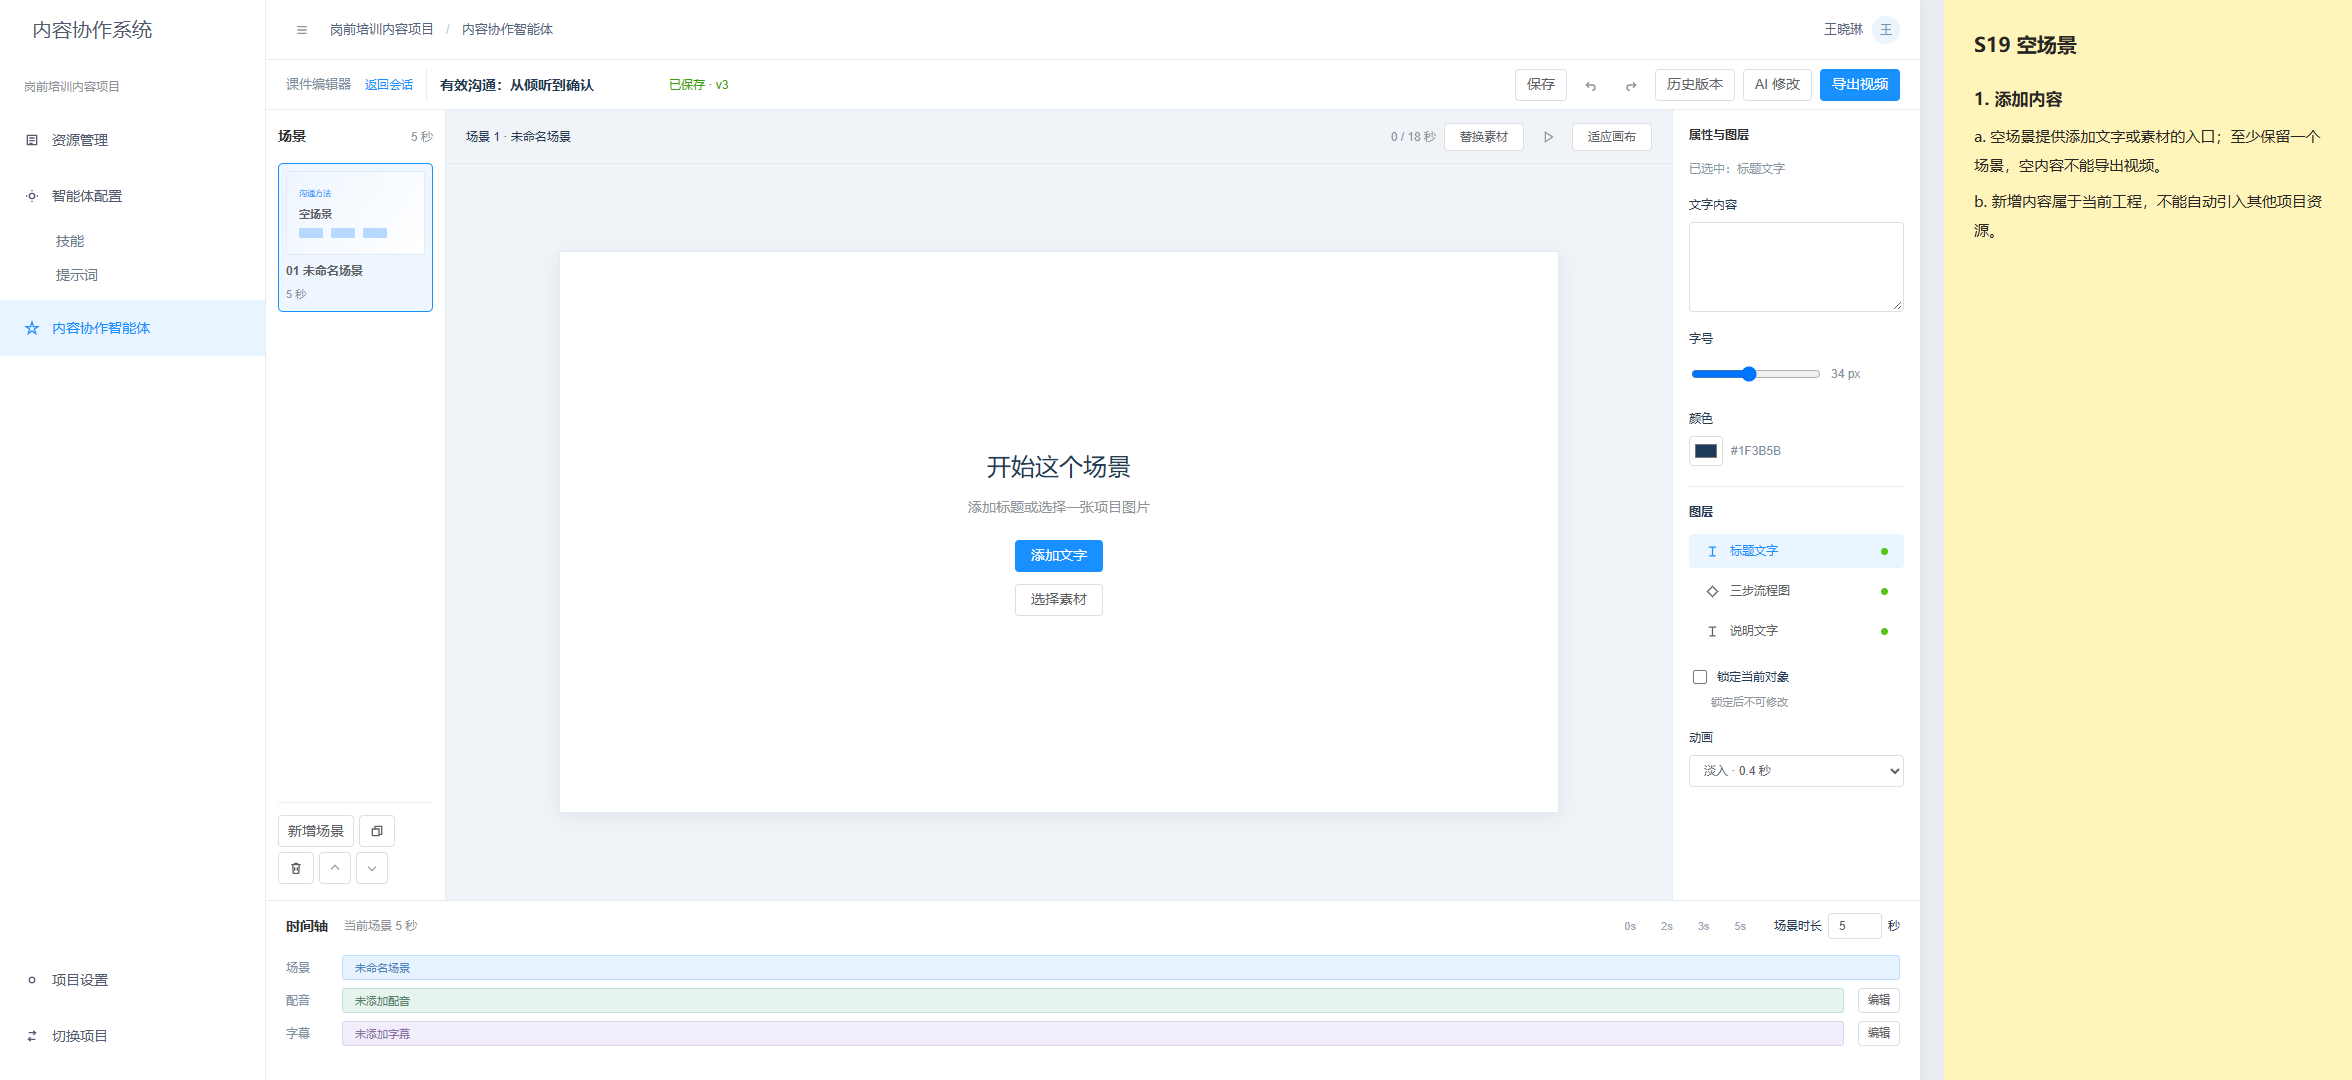 内容协作系统
岗前培训内容项目
资源管理
智能体配置
技能
提示词
内容协作智能体
项目设置
切换项目
岗前培训内容项目 / 内容协作智能体
王晓琳 王
课件编辑器 返回会话 有效沟通：从倾听到确认 已保存 · v3
保存 历史版本 AI 修改 导出视频
场景 5 秒
沟通方法
空场景
01 未命名场景
5 秒
新增场景
场景 1 · 未命名场景 0 / 18 秒 替换素材 适应画布
开始这个场景
添加标题或选择一张项目图片
添加文字
选择素材
属性与图层
已选中：标题文字
文字内容
字号
34 px
颜色
#1F3B5B
图层
标题文字
三步流程图
说明文字
锁定当前对象
锁定后不可修改
动画
淡入 · 0.4 秒
时间轴 当前场景 5 秒 0s 2s 3s 5s 场景时长 5 秒
场景 未命名场景
配音 未添加配音 编辑
字幕 未添加字幕 编辑
S19 空场景
1. 添加内容
a. 空场景提供添加文字或素材的入口；至少保留一个
场景，空内容不能导出视频。
b. 新增内容属于当前工程，不能自动引入其他项目资
源。